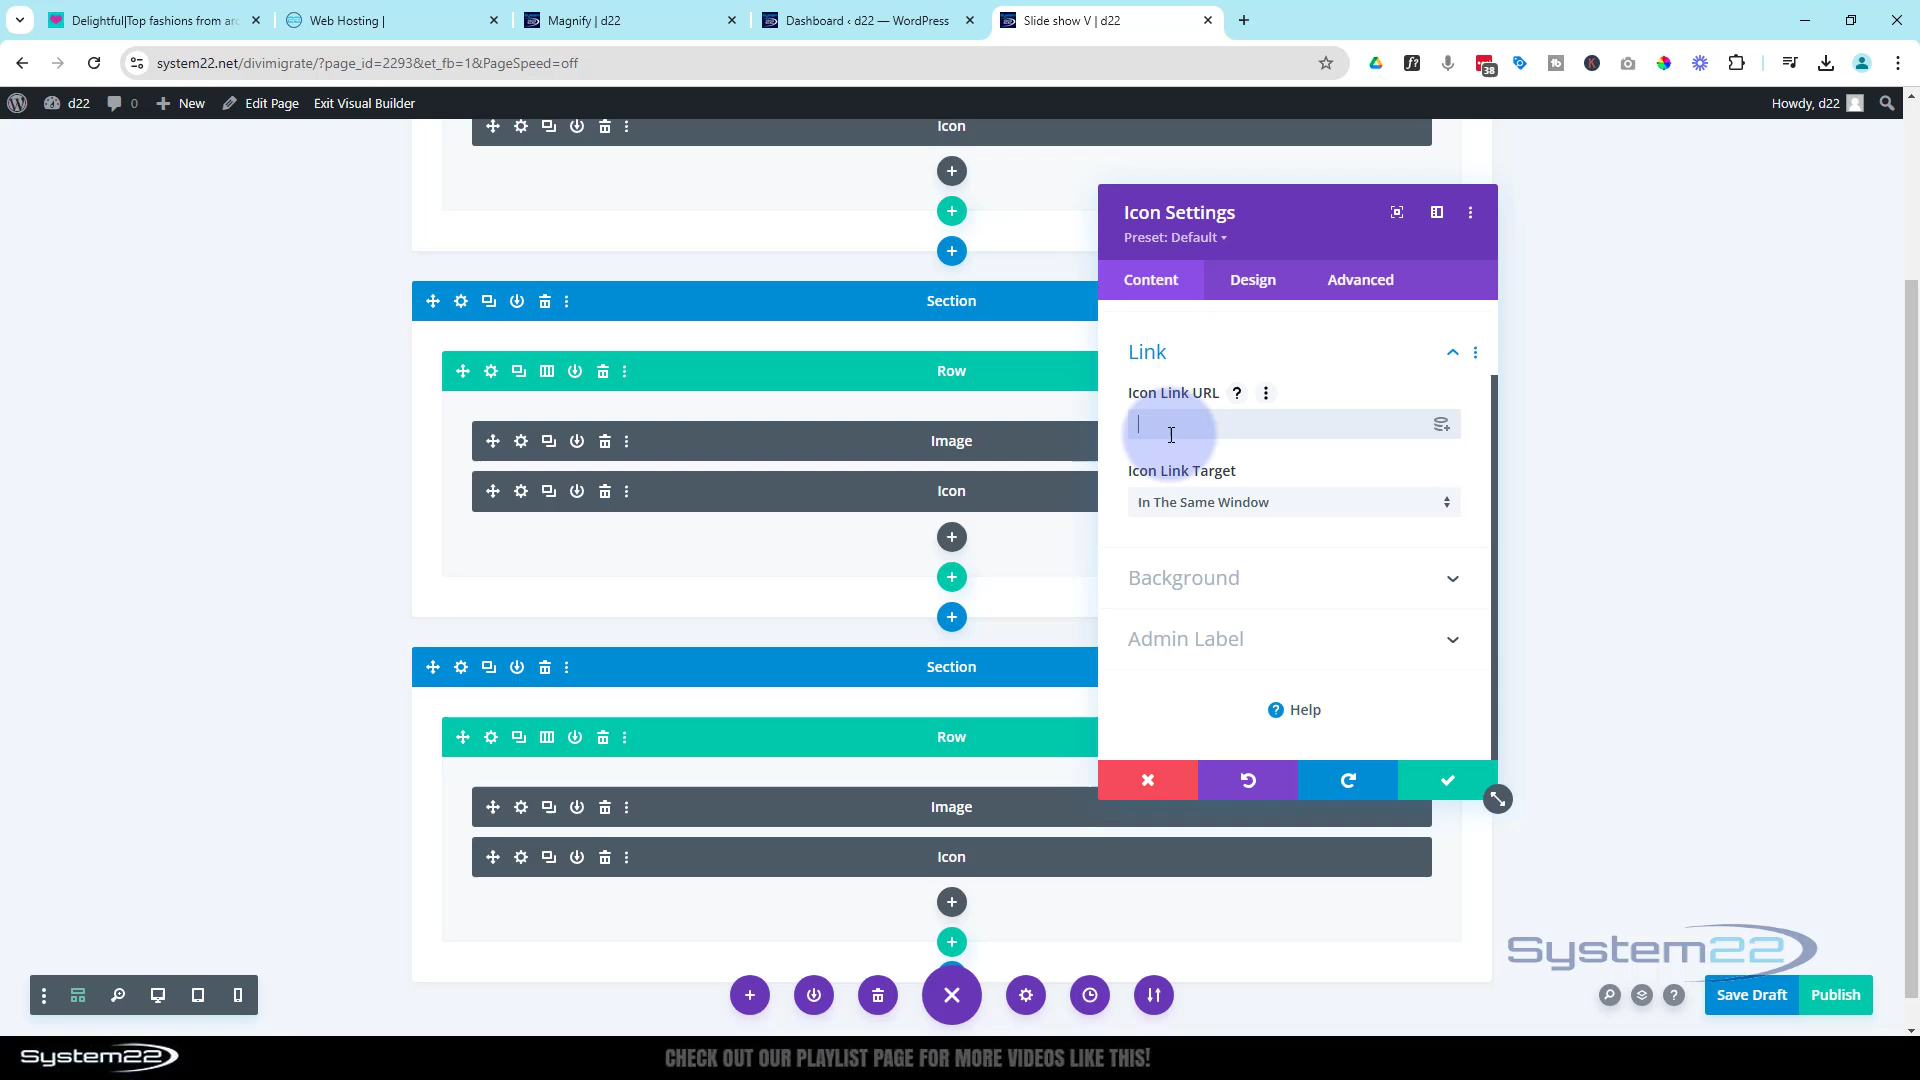 Delightful|Top fashions from aro
Web Hosting |
Magnify | d22
Dashboard ‹ d22 — WordPress
Slide show V | d22
system22.net/divimigrate/?page_id=2293&et_fb=1&PageSpeed=off
38
d22
0
New
Edit Page
Exit Visual Builder
Howdy, d22
Icon
Icon Settings
Preset: Default
Content
Design
Advanced
Section
Link
Row
Icon Link URL
Image
Icon Link Target
Icon
In The Same Window
Background
Admin Label
Section
Help
Row
Image
Icon
System22
Save Draft
Publish
System22
CHECK OUT OUR PLAYLIST PAGE FOR MORE VIDEOS LIKE THIS!